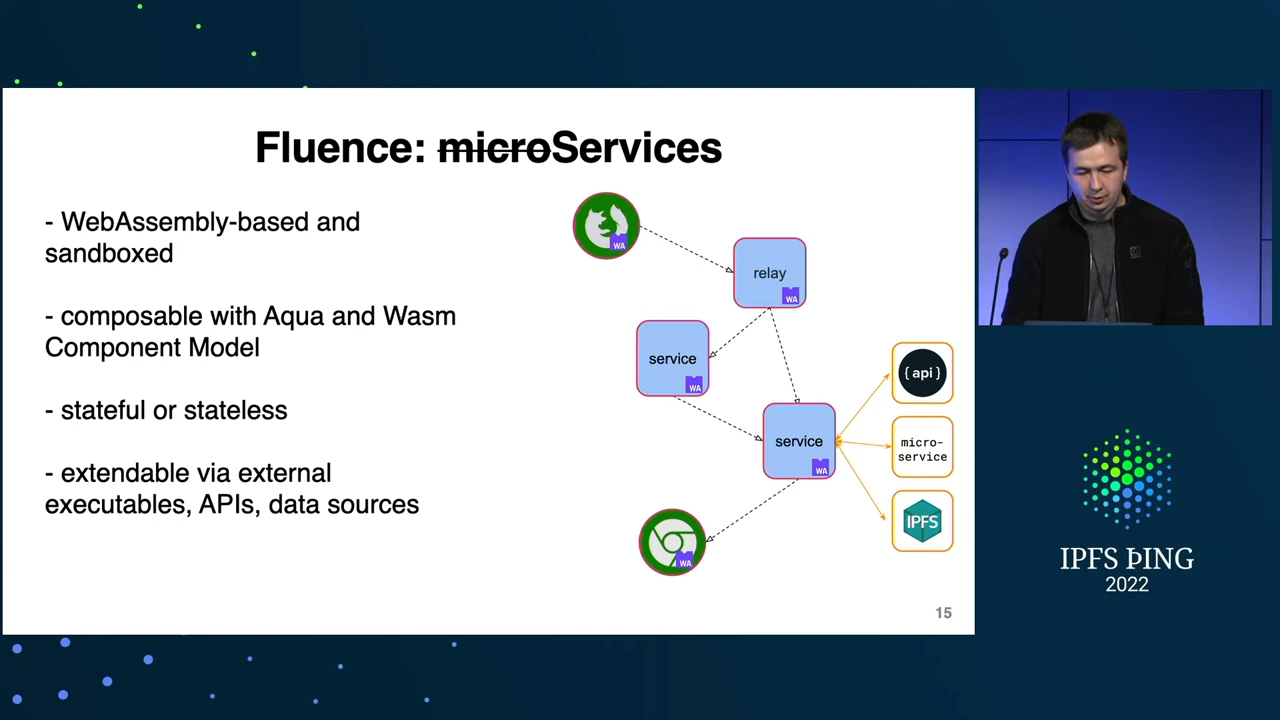 Fluence: microServices
- WebAssembly-based and
sandboxed
- composable with Aqua and Wasm
Component Model
- stateful or stateless
- extendable via external
executables, APIs, data sources
WA
relay
WA
service
WA
service
WA
WA
{api}
micro-
service
IPFS
15
IPFS ÞING
2022